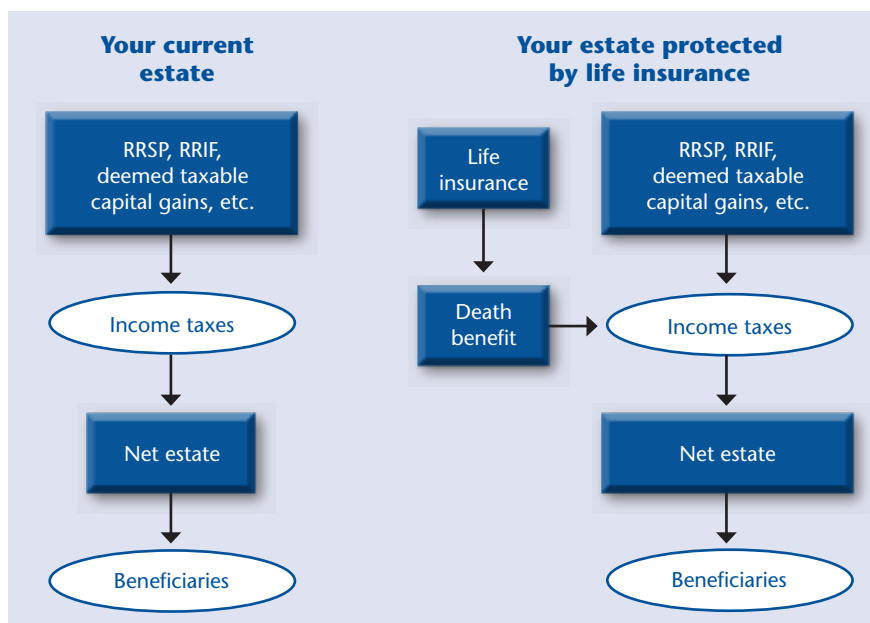 Your current
estate
RRSP, RRIF,
deemed taxable
capital gains, etc.
Income taxes
Net estate
Beneficiaries
Your estate protected
by life insurance
Life
insurance
Death
benefit
RRSP, RRIF,
deemed taxable
capital gains, etc.
Income taxes
Net estate
Beneficiaries